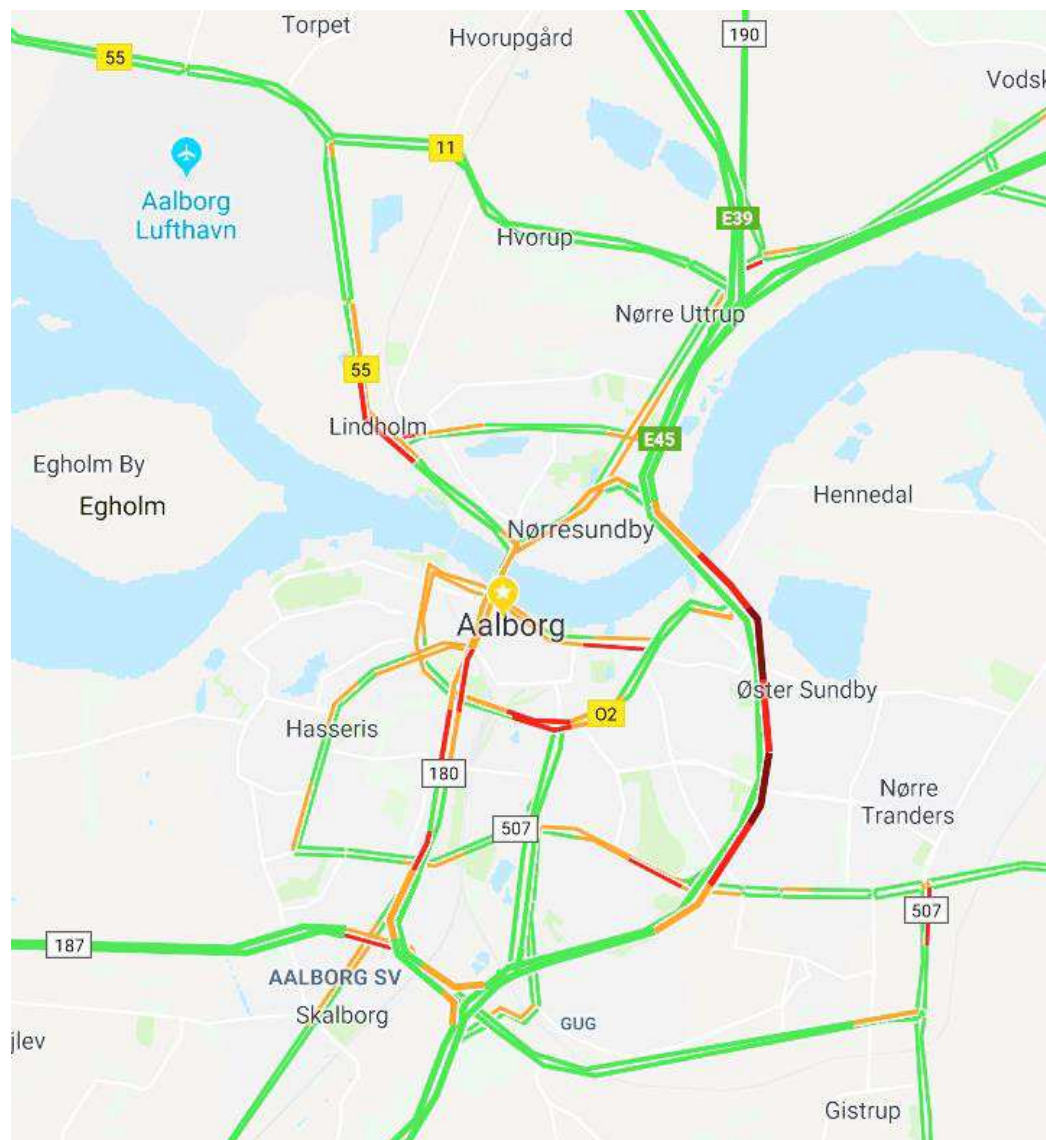 Torpet
Hvorupgård
190
55
Vodsk
11
Aalborg
Lufthavn
E39
Hvorup
Nørre Uttrup
55
Lindholm
E45
Egholm By
Egholm
Hennedal
Nørresundby
Aalborg
Øster Sundby
O2
Hasseris
180
Nørre
Tranders
507
507
187
AALBORG SV
Skalborg
GUG
jlev
Gistrup